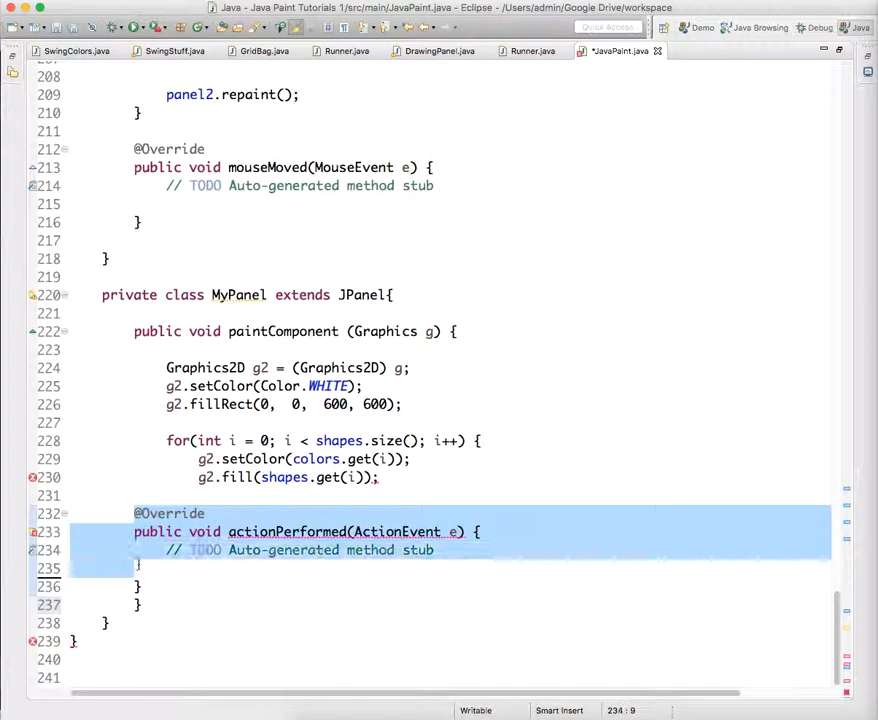 Java - Java Paint Tutorials 1/src/main/JavaPaint.java - Eclipse - /Users/admin/Google Drive/workspace
Quick Access
Demo
Java Browsing
Debug
Java
SwingColors.java
SwingStuff.java
GridBag.java
Runner.java
DrawingPanel.java
Runner.java
*JavaPaint.java
208
209 panel2.repaint();
210 }
211
212 @Override
213 public void mouseMoved(MouseEvent e) {
214 // TODO Auto-generated method stub
215
216 }
217
218 }
219
220 private class MyPanel extends JPanel{
221
222 public void paintComponent (Graphics g) {
223
224 Graphics2D g2 = (Graphics2D) g;
225 g2.setColor(Color.WHITE);
226 g2.fillRect(0, 0, 600, 600);
227
228 for(int i = 0; i < shapes.size(); i++) {
229 g2.setColor(colors.get(i));
230 g2.fill(shapes.get(i));
231
232 @Override
233 public void actionPerformed(ActionEvent e) {
234 // TODO Auto-generated method stub
235 }
236 }
237 }
238 }
239 }
240
241
Writable
Smart Insert
234 : 9